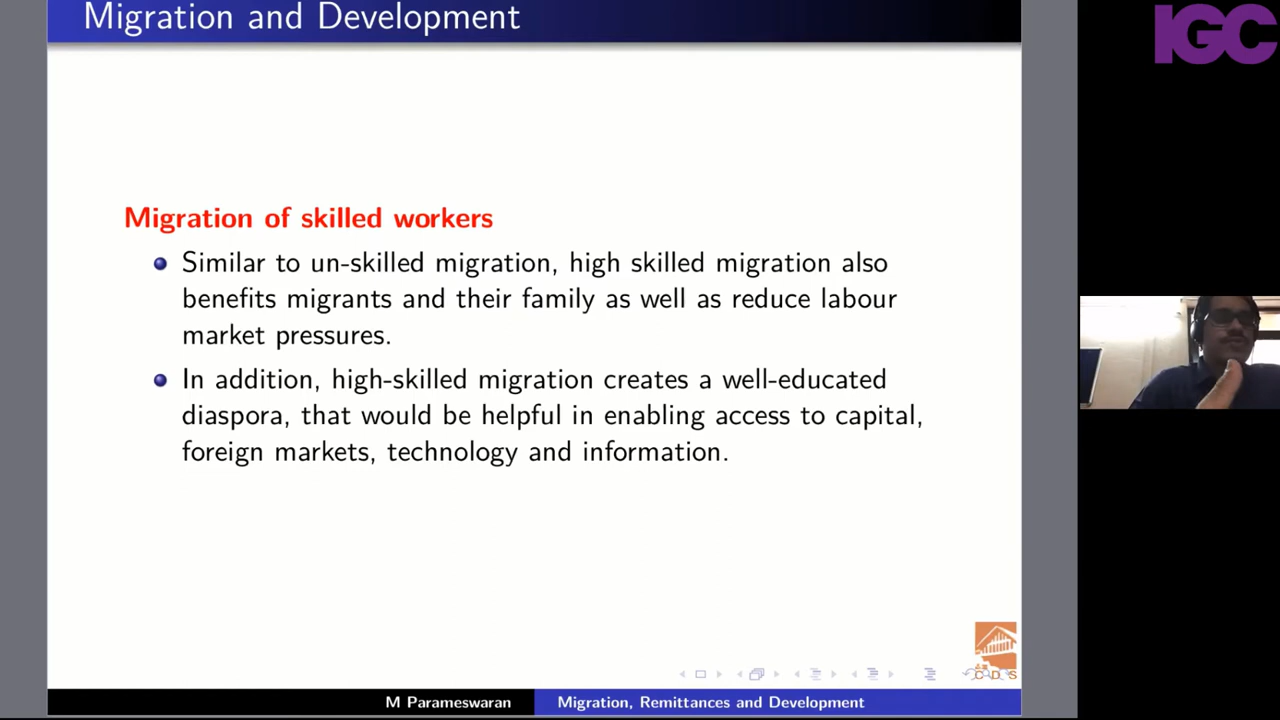 Migration and Development
IGC
Migration of skilled workers
Similar to un-skilled migration, high skilled migration also
benefits migrants and their family as well as reduce labour
market pressures.
In addition, high-skilled migration creates a well-educated
diaspora, that would be helpful in enabling access to capital,
foreign markets, technology and information.
C D S
M Parameswaran
Migration, Remittances and Development